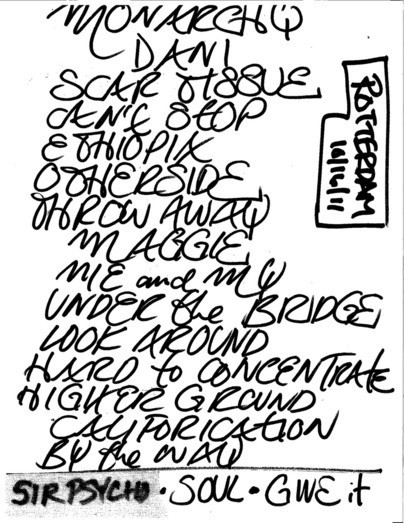 MONARCHY
DANI
SCAR TISSUE
CAN'T STOP
ETHIOPIA
OTHERSIDE
THROW AWAY
MAGGIE
ME and MY
UNDER the BRIDGE
LOOK AROUND
HARD to CONCENTRATE
HIGHER GROUND
CALIFORICATION
BY the WAY
SIR PSYCHO • SOUL • GIVE it
ROTTERDAM
10/16/11